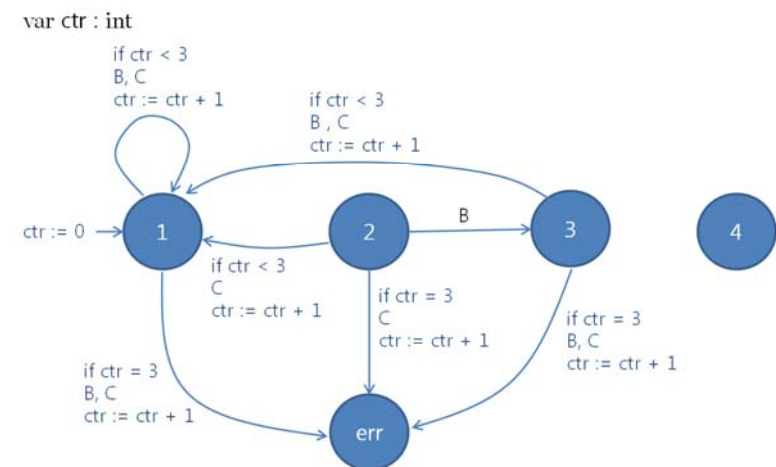 var ctr : int
if ctr < 3
B, C
ctr := ctr + 1
if ctr < 3
B , C
ctr := ctr + 1
ctr := 0
1
2
B
3
4
if ctr < 3
C
ctr := ctr + 1
if ctr = 3
C
ctr := ctr + 1
if ctr = 3
B, C
ctr := ctr + 1
if ctr = 3
B, C
ctr := ctr + 1
err